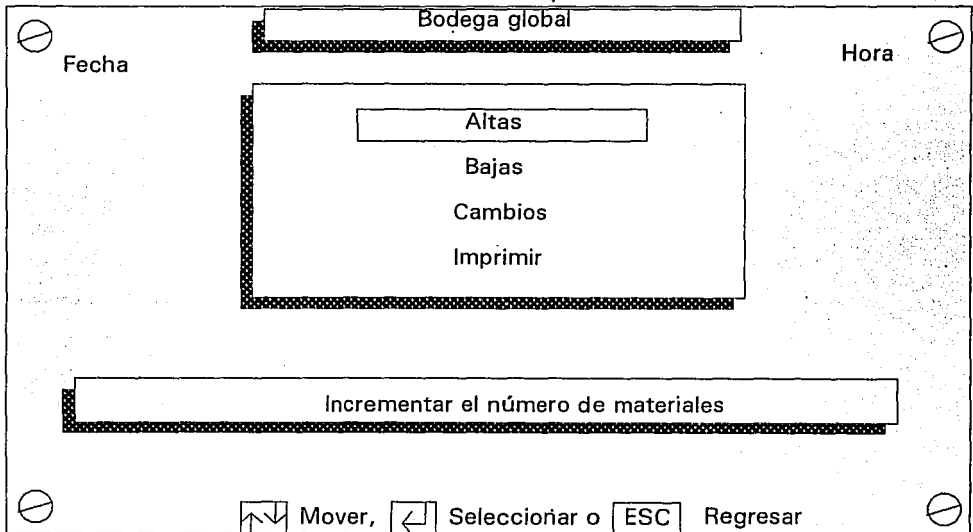 Bodega global
Fecha
Hora
Altas
Bajas
Cambios
Imprimir
Incrementar el número de materiales
Mover, Seleccionar o ESC Regresar